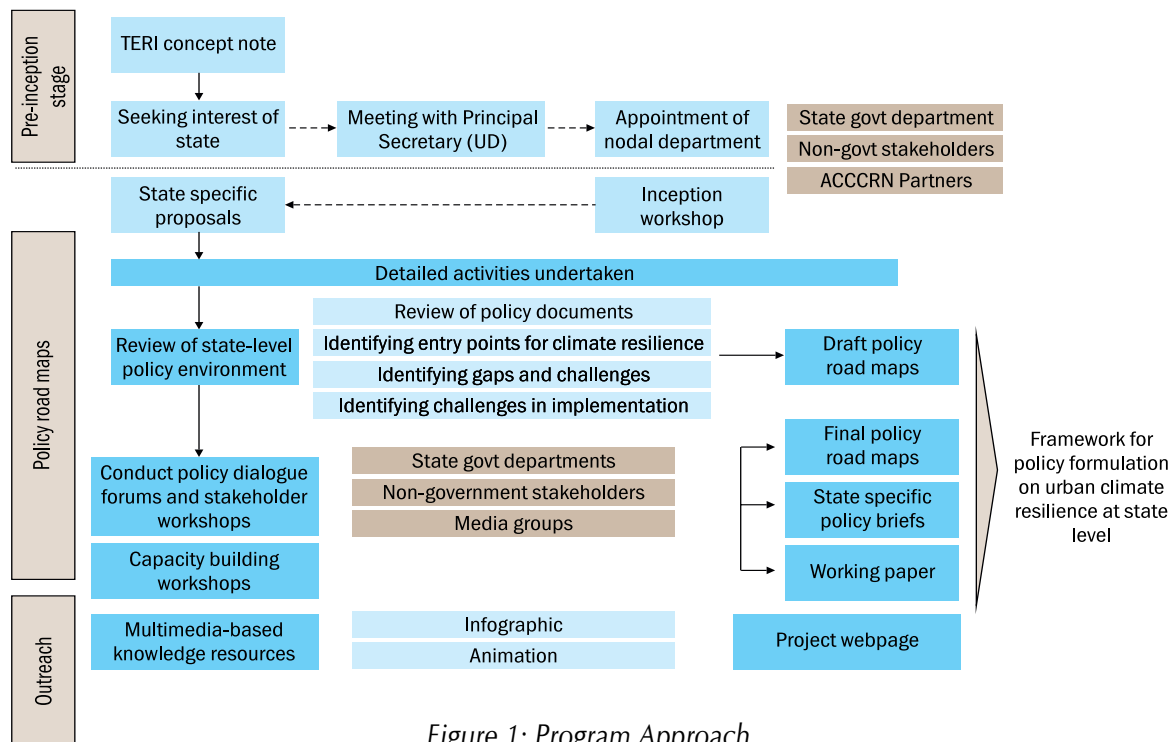 Pre-inception
stage
TERI concept note
Seeking interest of
state
Meeting with Principal
Secretary (UD)
Appointment of
nodal department
State govt department
Non-govt stakeholders
ACCCRN Partners
State specific
proposals
Inception
workshop
Policy road maps
Detailed activities undertaken
Review of state-level
policy environment
Review of policy documents
Identifying entry points for climate resilience
Identifying gaps and challenges
Identifying challenges in implementation
Draft policy
road maps
Conduct policy dialogue
forums and stakeholder
workshops
State govt departments
Non-government stakeholders
Media groups
Final policy
road maps
State specific
policy briefs
Working paper
Framework for
policy formulation
on urban climate
resilience at state
level
Capacity building
workshops
Outreach
Multimedia-based
knowledge resources
Infographic
Animation
Project webpage
Figure 1: Program Approach